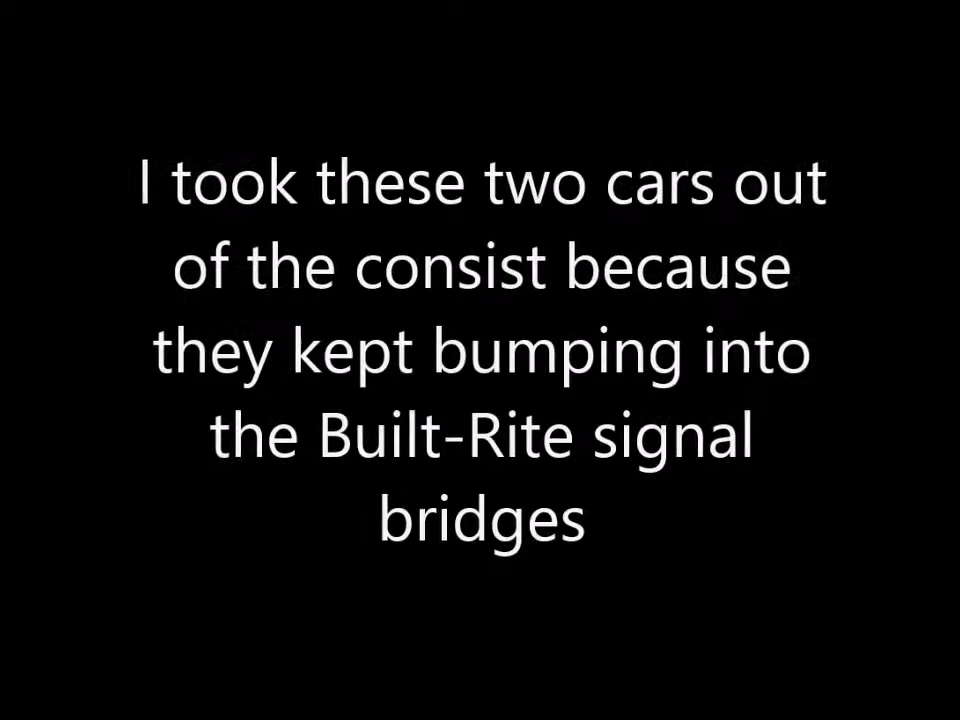 I took these two cars out
of the consist because
they kept bumping into
the Built-Rite signal
bridges